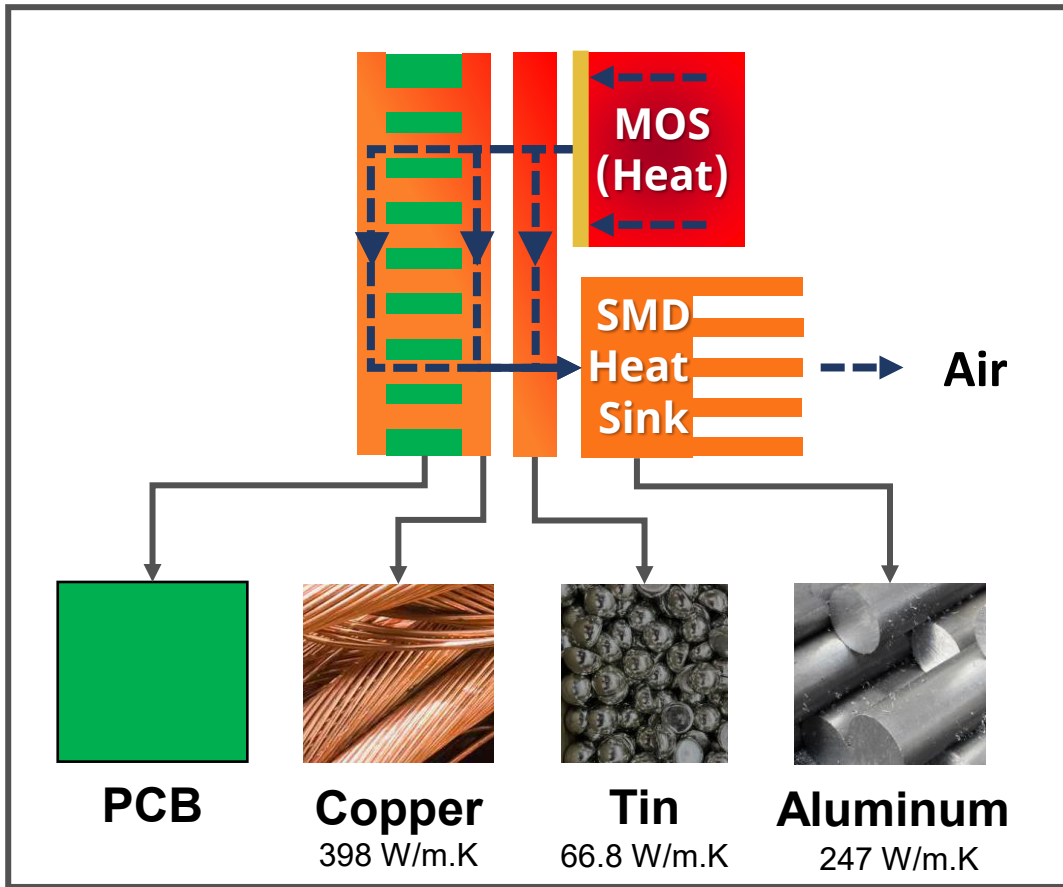 MOS
(Heat)
SMD
Heat
Sink
Air
PCB
Copper
398 W/m.K
Tin
66.8 W/m.K
Aluminum
247 W/m.K